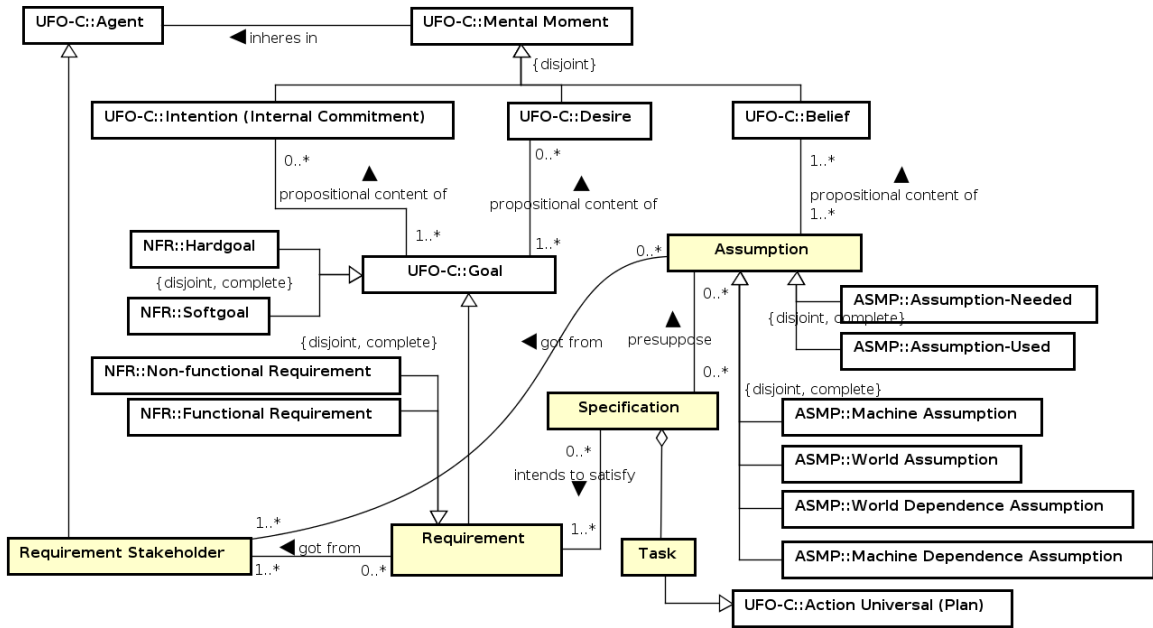 UFO-C::Agent
UFO-C::Mental Moment
◀ inheres in
{disjoint}
UFO-C::Intention (Internal Commitment)
UFO-C::Desire
UFO-C::Belief
0..*
0..*
1..*
▲
▲
▲
propositional content of
propositional content of
propositional content of
1..*
1..*
1..*
NFR::Hardgoal
0..*
Assumption
{disjoint, complete}
UFO-C::Goal
NFR::Softgoal
0..*
ASMP::Assumption-Needed
{disjoint, complete}
▲
presuppose
{disjoint, complete}
◀ got from
ASMP::Assumption-Used
NFR::Non-functional Requirement
0..*
{disjoint, complete}
NFR::Functional Requirement
Specification
ASMP::Machine Assumption
0..*
ASMP::World Assumption
intends to satisfy
▼
ASMP::World Dependence Assumption
1..*
1..*
Requirement
Requirement Stakeholder
◀ got from
Task
ASMP::Machine Dependence Assumption
1..*
0..*
UFO-C::Action Universal (Plan)